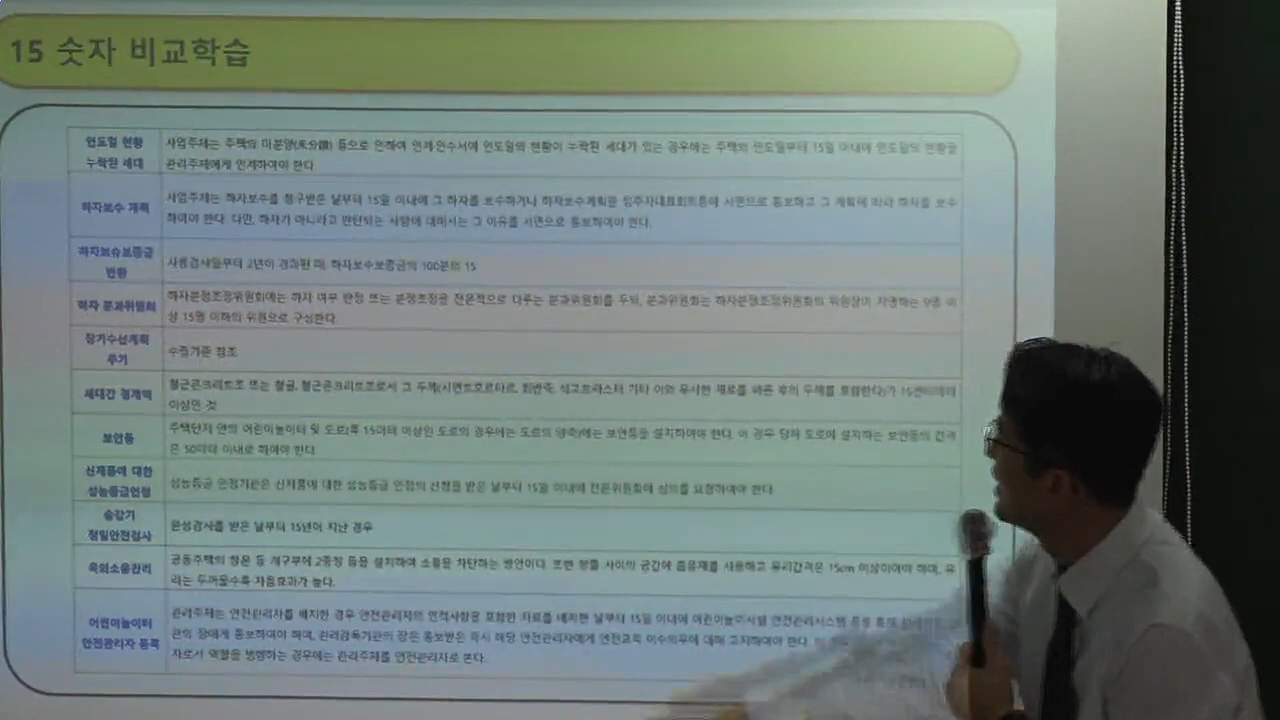 15 숫자 비교학습
인도일 현황
누락된 세대
사업주체는 주택의 미분양(未分讓) 등으로 인하여 인계·인수서에 인도일의 현황이 누락된 세대가 있는 경우에는 주택의 인도일부터 15일 이내에 인도일의 현황을
관리주체에게 인계하여야 한다.
하자보수 계획
사업주체는 하자보수를 청구받은 날부터 15일 이내에 그 하자를 보수하거나 하자보수계획을 입주자대표회의등에 서면으로 통보하고 그 계획에 따라 하자를 보수
하여야 한다. 다만, 하자가 아니라고 판단되는 사항에 대해서는 그 이유를 서면으로 통보하여야 한다.
하자보수보증금
반환
사용검사일부터 2년이 경과된 때: 하자보수보증금의 100분의 15
하자 분과위원회
하자분쟁조정위원회에는 하자 여부 판정 또는 분쟁조정을 전문적으로 다루는 분과위원회를 두되, 분과위원회는 하자분쟁조정위원회의 위원장이 지명하는 9명 이
상 15명 이하의 위원으로 구성한다.
장기수선계획
주기
수립기준 참조
세대간 경계벽
철근콘크리트조 또는 철골·철근콘크리트조로서 그 두께(시멘트모르타르, 회반죽, 석고프라스터 기타 이와 유사한 재료를 바른 후의 두께를 포함한다)가 15센티미터
이상인 것
보안등
주택단지 안의 어린이놀이터 및 도로(폭 15미터 이상인 도로의 경우에는 도로의 양측)에는 보안등을 설치하여야 한다. 이 경우 당해 도로에 설치하는 보안등의 간격
은 50미터 이내로 하여야 한다.
신제품에 대한
성능등급인정
성능등급 인정기관은 신제품에 대한 성능등급 인정의 신청을 받은 날부터 15일 이내에 전문위원회에 심의를 요청하여야 한다.
승강기
정밀안전검사
완성검사를 받은 날부터 15년이 지난 경우
옥외소음관리
공동주택의 창문 등 개구부에 2중창 등을 설치하여 소음을 차단하는 방안이다. 또한 창틀 사이의 공간에 흡음재를 사용하고 유리간격은 15cm 이상이어야 하며, 유
리는 두꺼울수록 차음효과가 높다.
어린이놀이터
안전관리자 등록
관리주체는 안전관리자를 배치한 경우 안전관리자의 인적사항을 포함한 자료를 배치한 날부터 15일 이내에 어린이놀이시설 안전관리시스템
관의 장에게 통보하여야 하며, 관리감독기관의 장은 통보받은 즉시 해당 안전관리자에게 안전교육 이수의무에 대해 고지하여야 한다.
자로서 역할을 병행하는 경우에는 관리주체를 안전관리자로 본다.